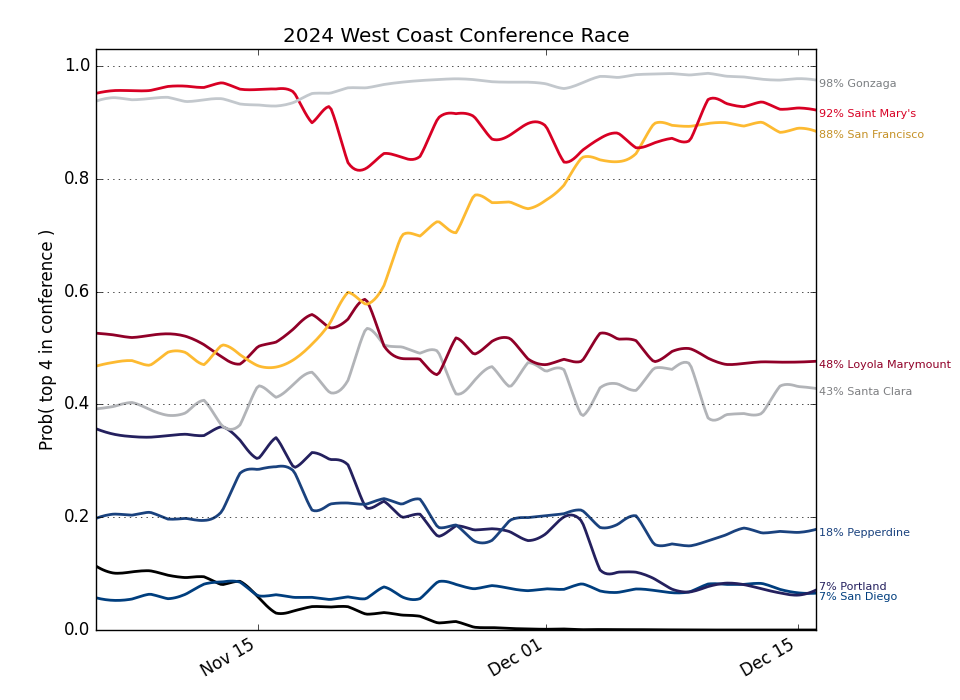 2024 West Coast Conference Race
Prob( top 4 in conference )
1.0
0.8
0.6
0.4
0.2
0.0
Nov 15
Dec 01
Dec 15
98% Gonzaga
92% Saint Mary's
88% San Francisco
48% Loyola Marymount
43% Santa Clara
18% Pepperdine
7% Portland
7% San Diego